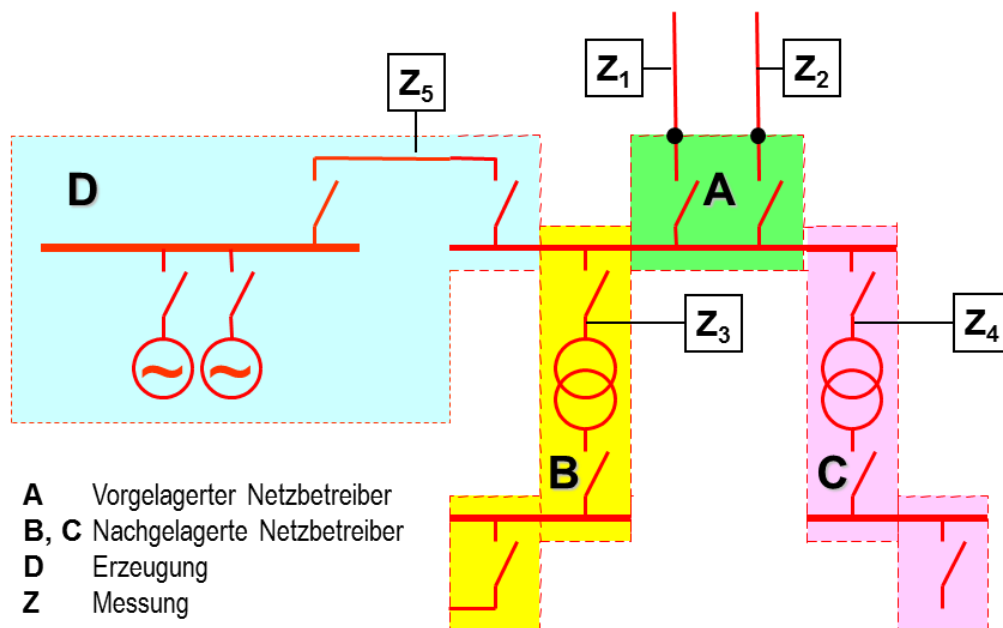 Z1
Z2
Z5
D
A
Z3
Z4
B
C
A Vorgelagerter Netzbetreiber
B, C Nachgelagerte Netzbetreiber
D Erzeugung
Z Messung